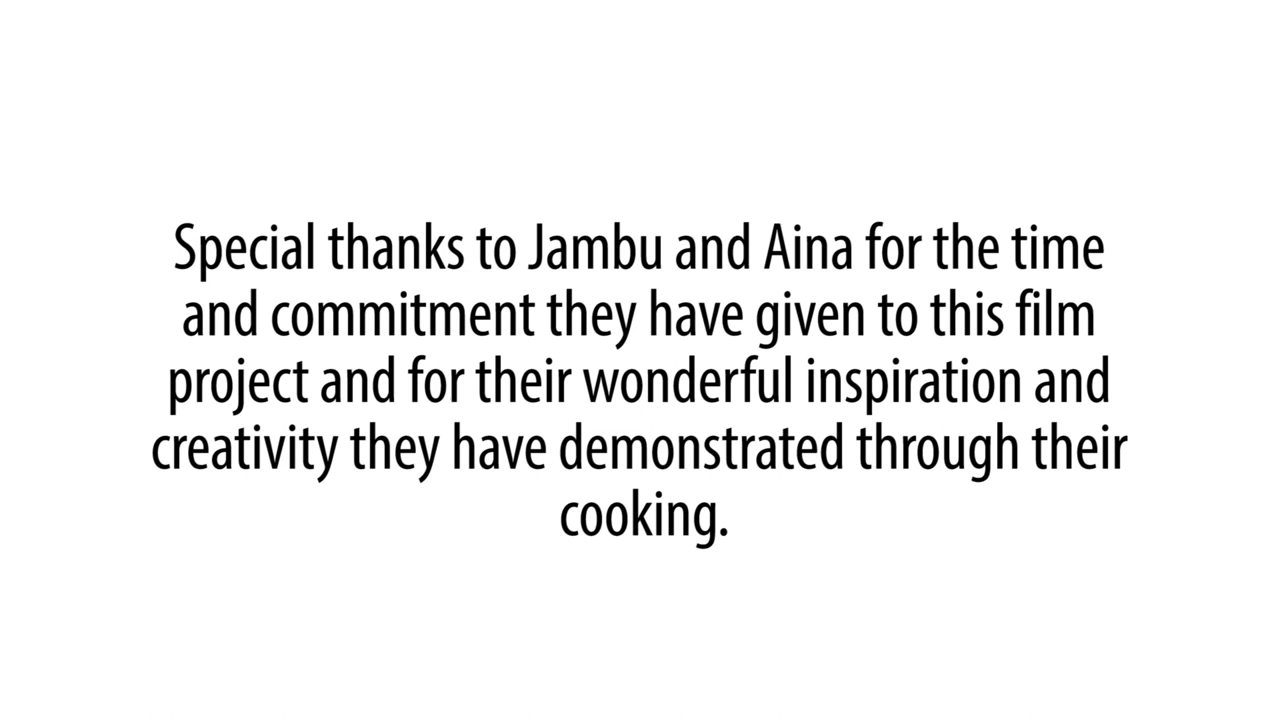 Special thanks to Jambu and Aina for the time
and commitment they have given to this film
project and for their wonderful inspiration and
creativity they have demonstrated through their
cooking.